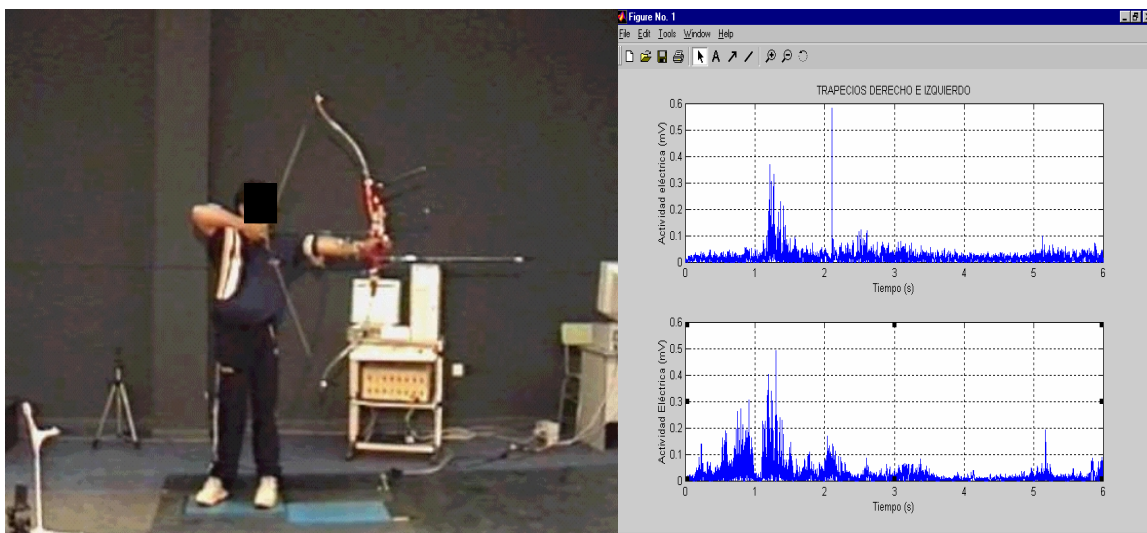 Figure No. 1
File Edit Tools Window Help
A
TRAPECIOS DERECHO E IZQUIERDO
Actividad eléctrica (mV)
0.6
0.5
0.4
0.3
0.2
0.1
0
0 1 2 3 4 5 6
Tiempo (s)
Actividad Eléctrica (mV)
0.6
0.5
0.4
0.3
0.2
0.1
0
0 1 2 3 4 5 6
Tiempo (s)